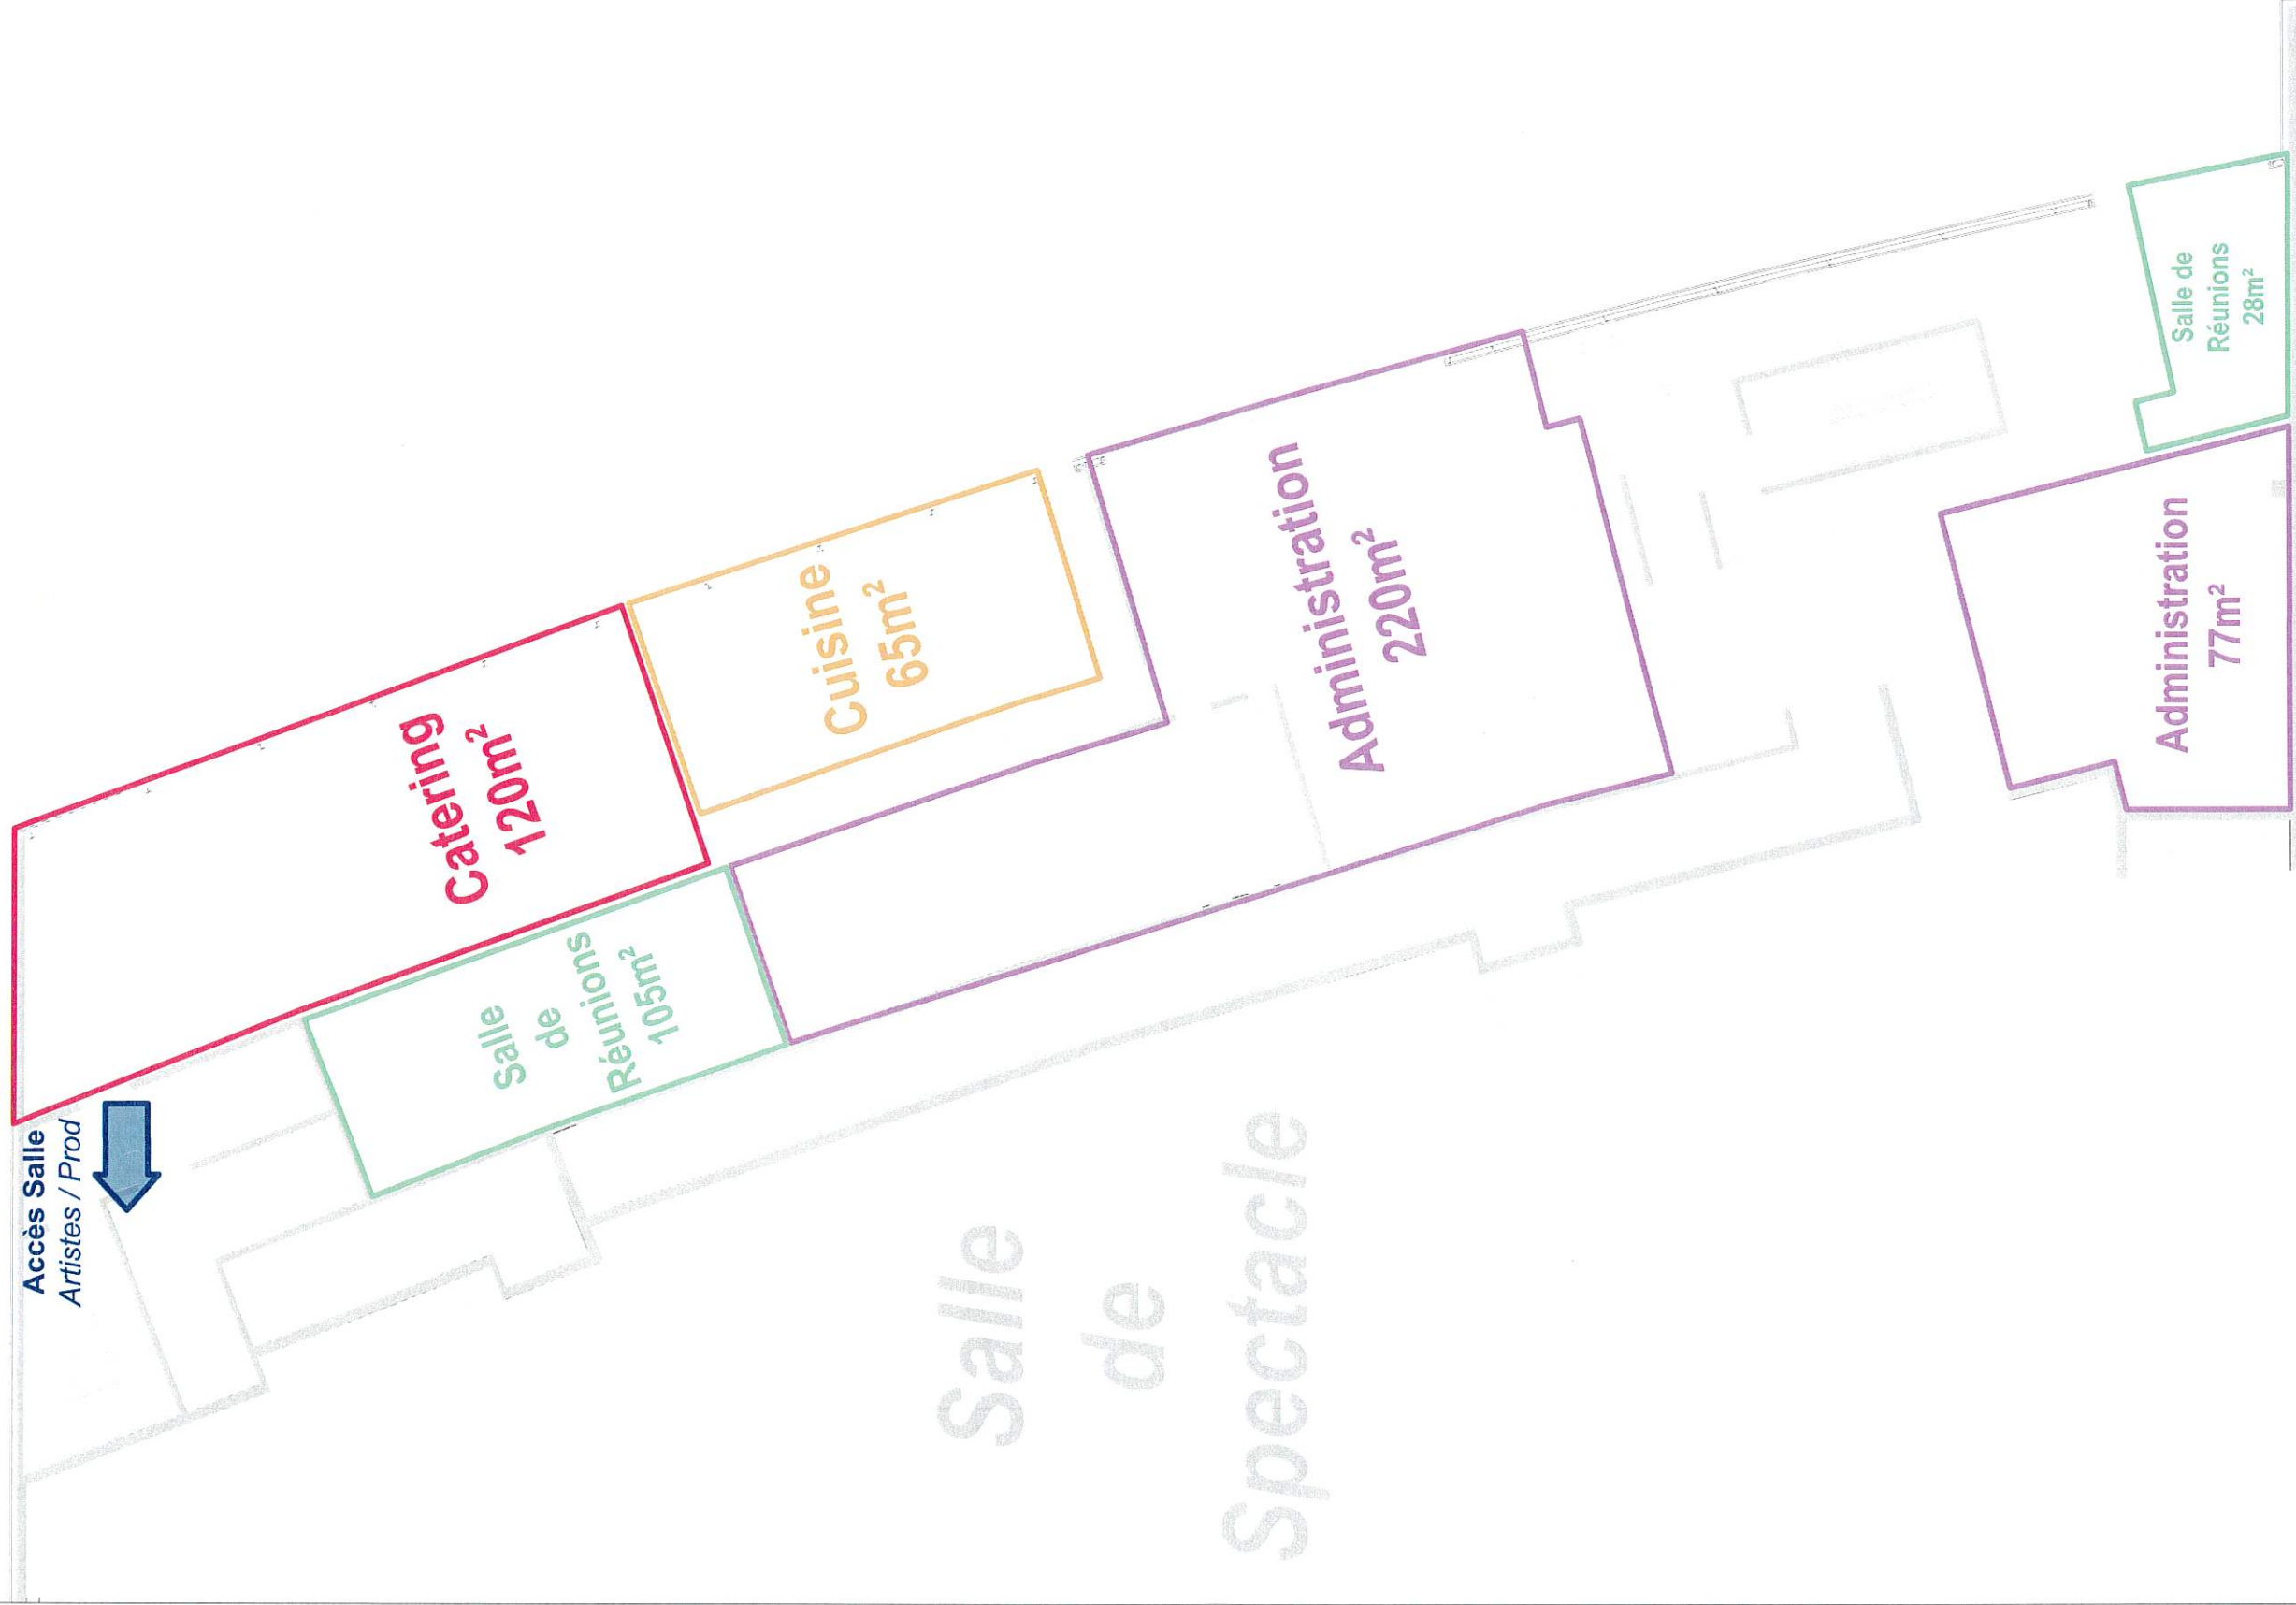 Accès Salle
Artistes / Prod
Catering
120m²
Salle
de
Réunions
105m²
Cuisine
65m²
Administration
220m²
Salle
de
Spectacle
Administration
77m²
Salle de
Réunions
28m²